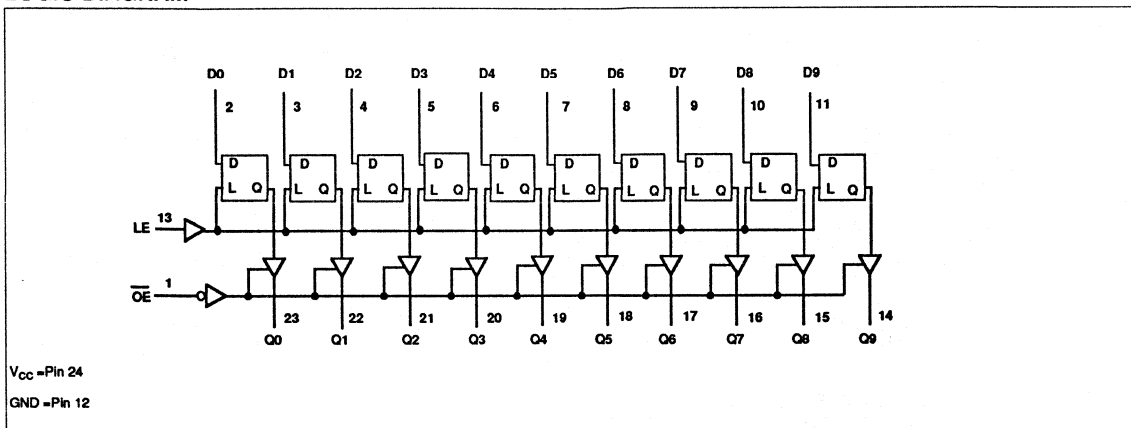 D0 D1 D2 D3 D4 D5 D6 D7 D8 D9
2 3 4 5 6 7 8 9 10 11
D D D D D D D D D D
L Q L Q L Q L Q L Q L Q L Q L Q L Q L Q
LE 13
OE 1
23 22 21 20 19 18 17 16 15 14
Q0 Q1 Q2 Q3 Q4 Q5 Q6 Q7 Q8 Q9
VCC =Pin 24
GND =Pin 12